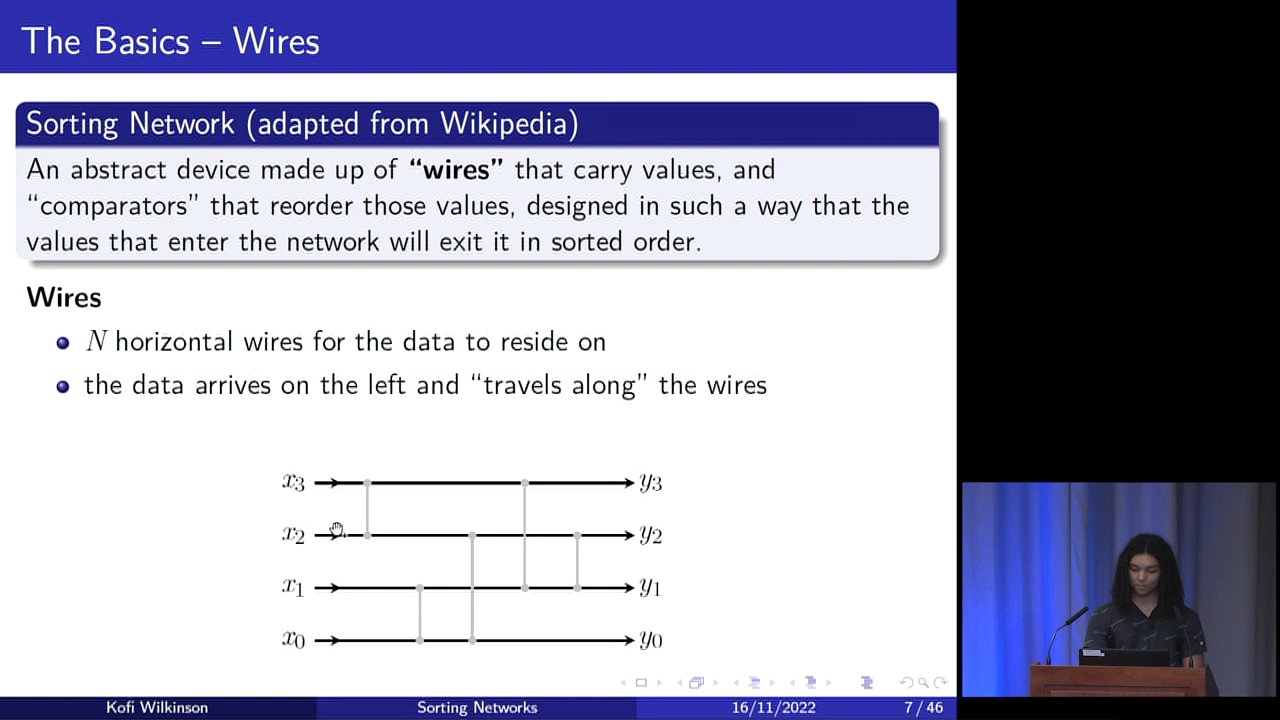 The Basics – Wires
Sorting Network (adapted from Wikipedia)
An abstract device made up of “wires” that carry values, and
“comparators” that reorder those values, designed in such a way that the
values that enter the network will exit it in sorted order.
Wires
N horizontal wires for the data to reside on
the data arrives on the left and “travels along” the wires
x3 y3
x2 y2
x1 y1
x0 y0
Kofi Wilkinson Sorting Networks 16/11/2022 7 / 46